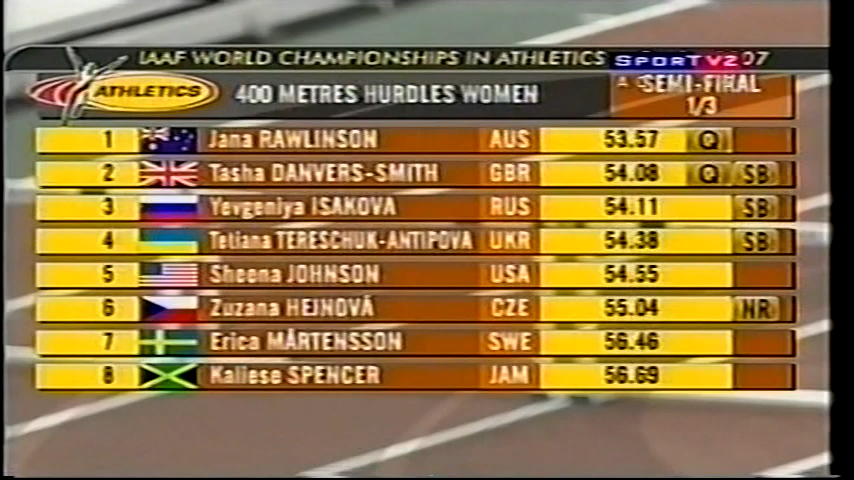 IAAF WORLD CHAMPIONSHIPS IN ATHLETICS SPORTV2 07
ATHLETICS 400 METRES HURDLES WOMEN SEMI-FINAL
1/3
1 Jana RAWLINSON AUS 53.57 Q
2 Tasha DANVERS-SMITH GBR 54.08 Q SB
3 Yevgeniya ISAKOVA RUS 54.11 SB
4 Tetiana TERESCHUK-ANTIPOVA UKR 54.38 SB
5 Sheena JOHNSON USA 54.55
6 Zuzana HEJNOVÁ CZE 55.04 NR
7 Erica MÅRTENSSON SWE 56.46
8 Kaliese SPENCER JAM 56.69